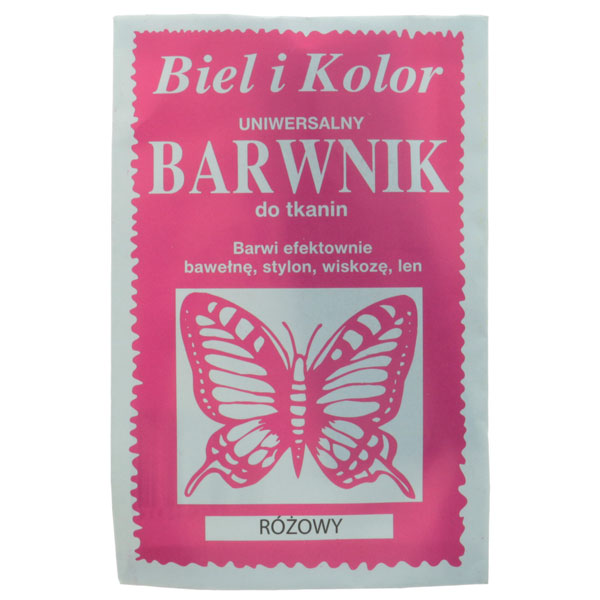 Biel i Kolor
UNIWERSALNY
BARWNIK
do tkanin
Barwi efektownie
bawełnę, stylon, wiskozę, len
RÓŻOWY